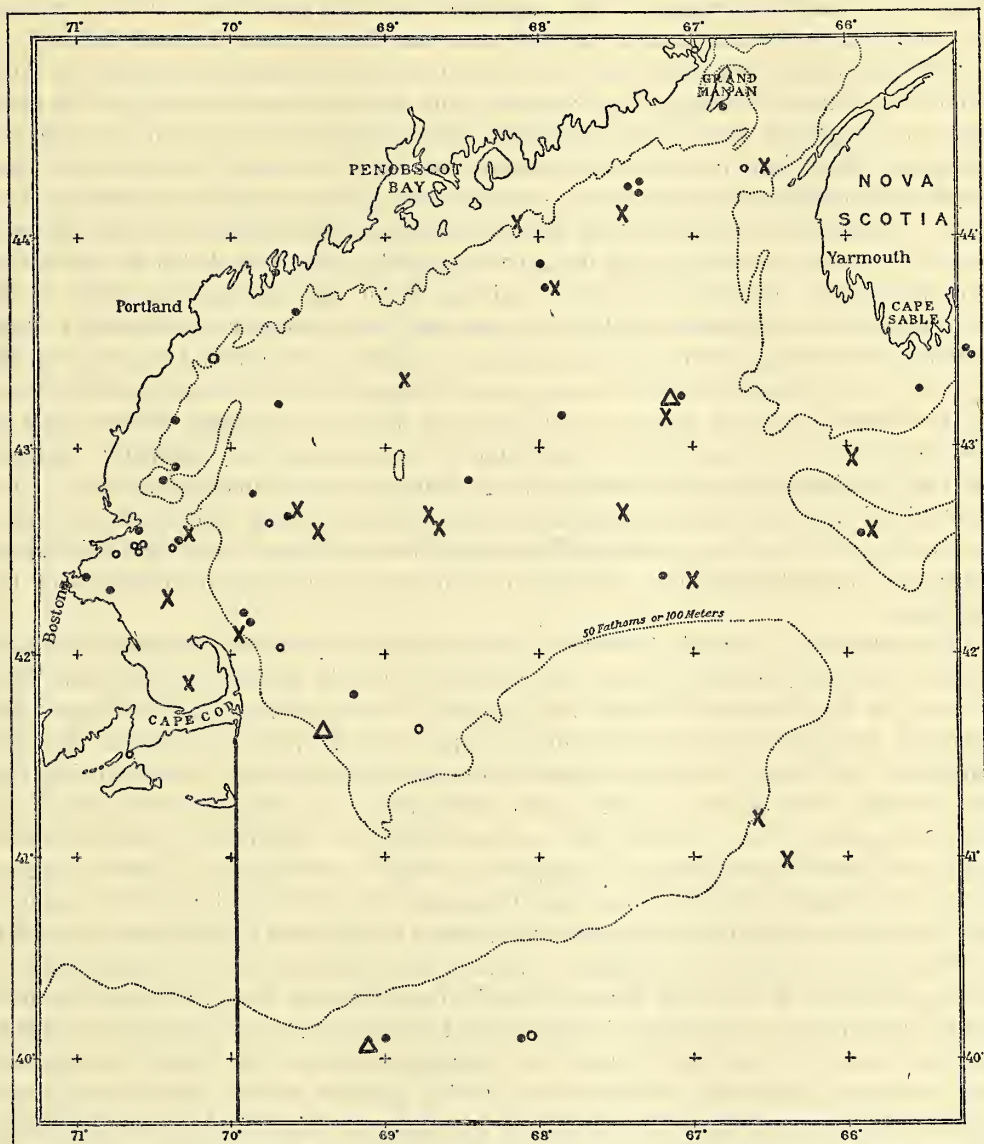 71° 70° 69° 68° 67° 66°
GRAND
MANAN
PENOBSCOT
BAY
NOVA
SCOTIA
44° 44°
Yarmouth
Portland
CAPE
SABLE
43° 43°
Boston
50 Fathoms or 100 Meters
42° 42°
CAPE COD
41° 41°
40° 40°
71° 70° 69° 68° 67° 66°